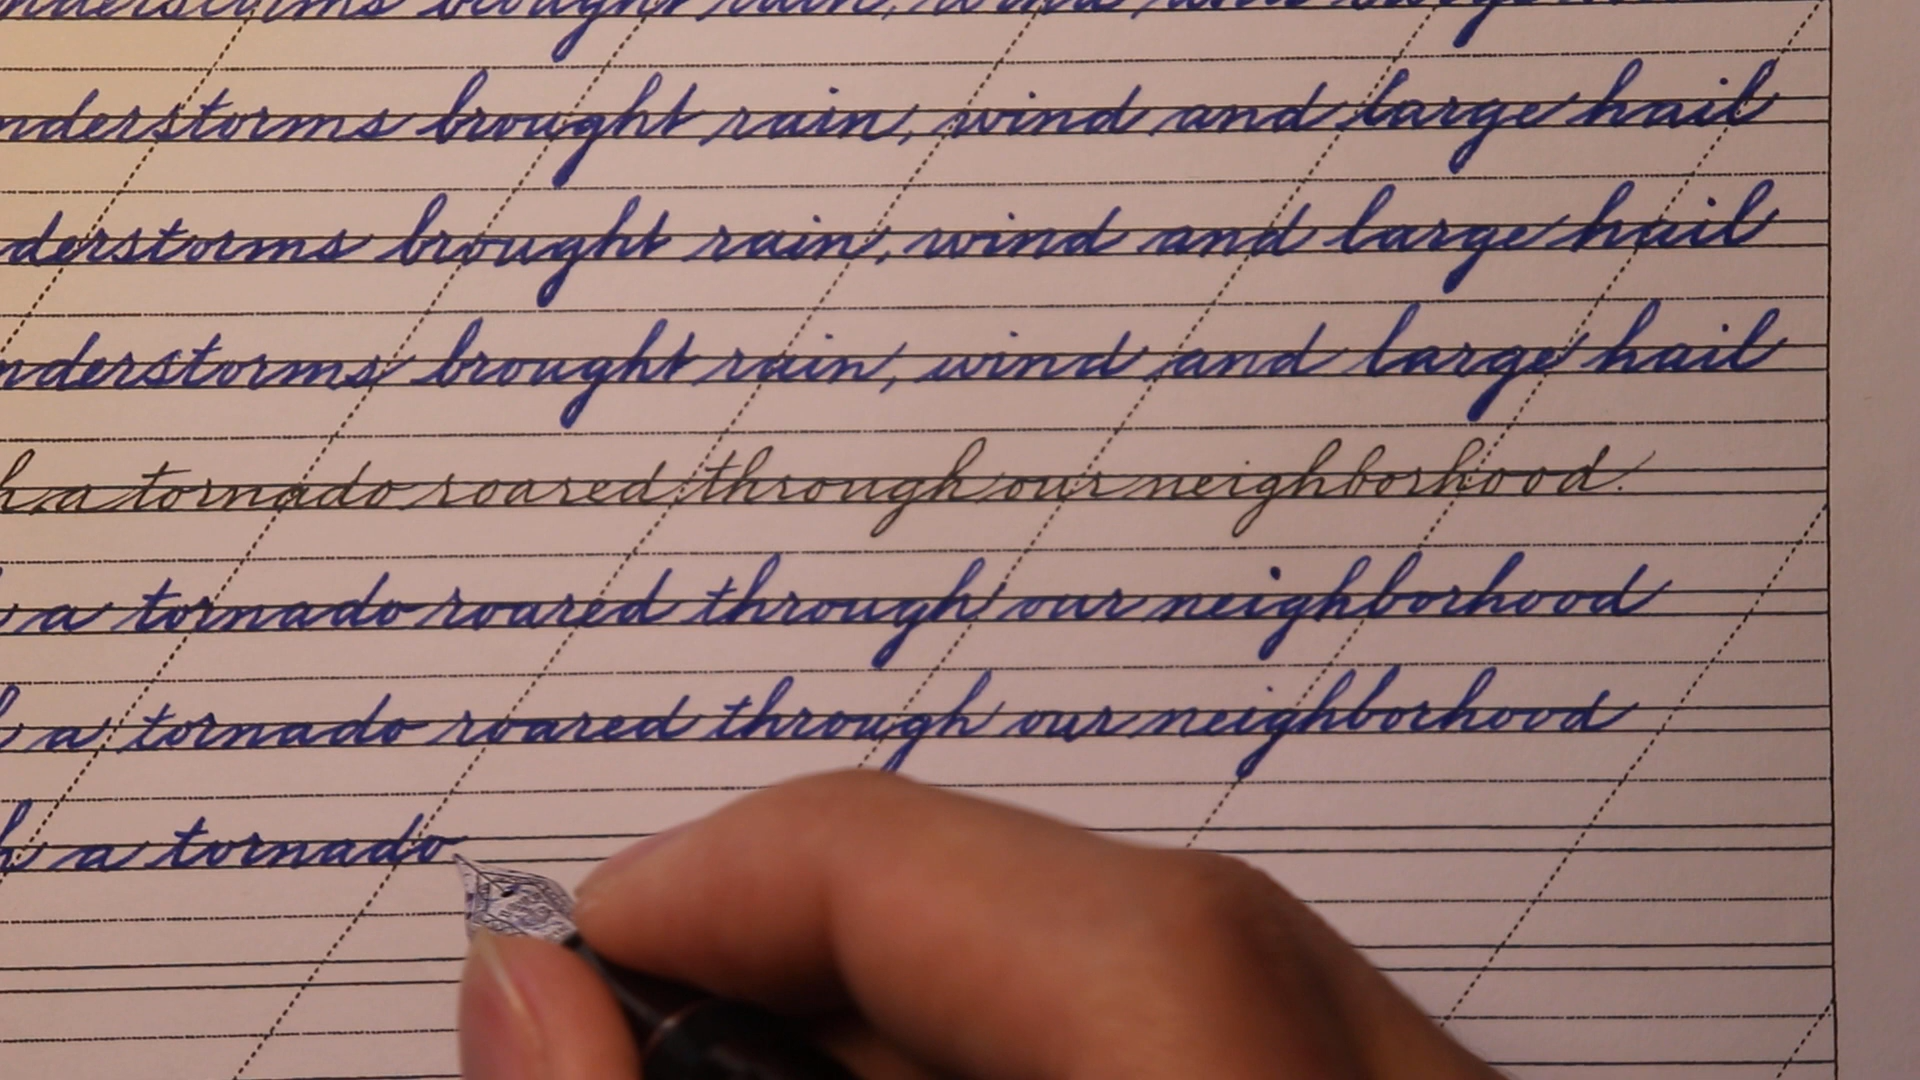 brought rain, wind and large
nderstorms brought rain, wind and large hail
derstorms brought rain, wind and large hail
nderstorms brought rain, wind and large hail
h a tornado roared through our neighborhood.
a tornado roared through our neighborhood
a tornado roared through our neighborhood
h a tornado